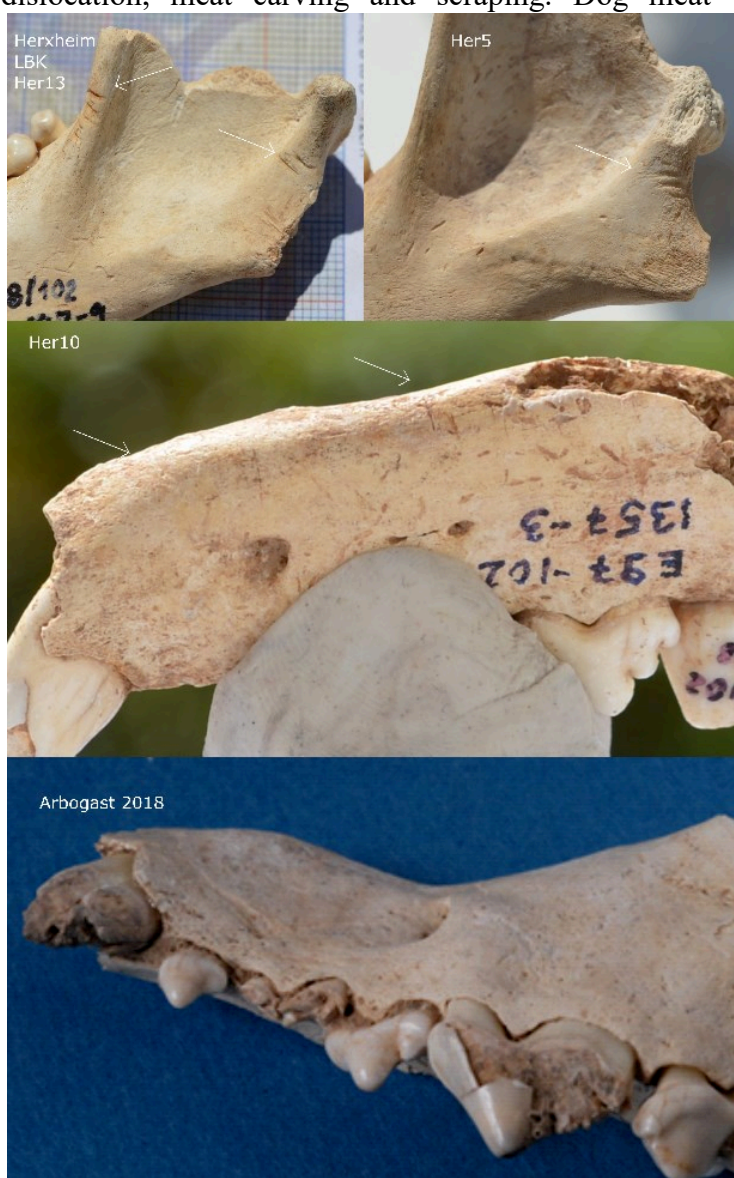 dislocation, meat carving and scraping. Dog meat
Herxheim
LBK
Her13
Her5
8/102
Her10
E97-102
1357-3
Arbogast 2018